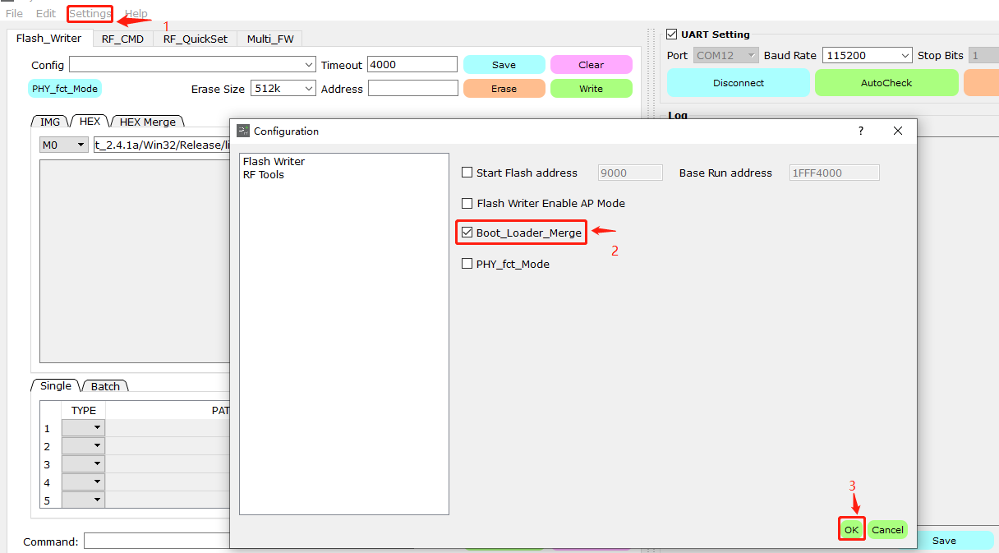 File Edit Settings Help
1
Flash_Writer RF_CMD RF_QuickSet Multi_FW
Config Timeout 4000 Save Clear
PHY_fct_Mode Erase Size 512k Address Erase Write
IMG HEX HEX Merge
M0 t_2.4.1a/Win32/Release/li
Single Batch
TYPE PAT
1
2
3
4
5
Command:
UART Setting
Port COM12 Baud Rate 115200 Stop Bits 1
Disconnect AutoCheck
Log
Save
Configuration ?
Flash Writer
RF Tools
Start Flash address 9000 Base Run address 1FFF4000
Flash Writer Enable AP Mode
Boot_Loader_Merge
2
PHY_fct_Mode
3
OK Cancel